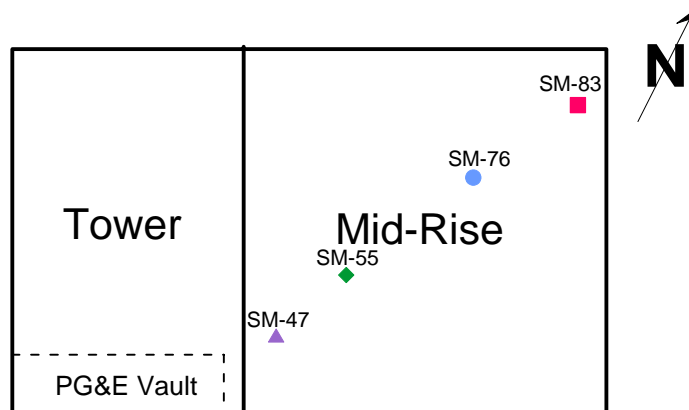 N
SM-83
SM-76
Tower
Mid-Rise
SM-55
SM-47
PG&E Vault